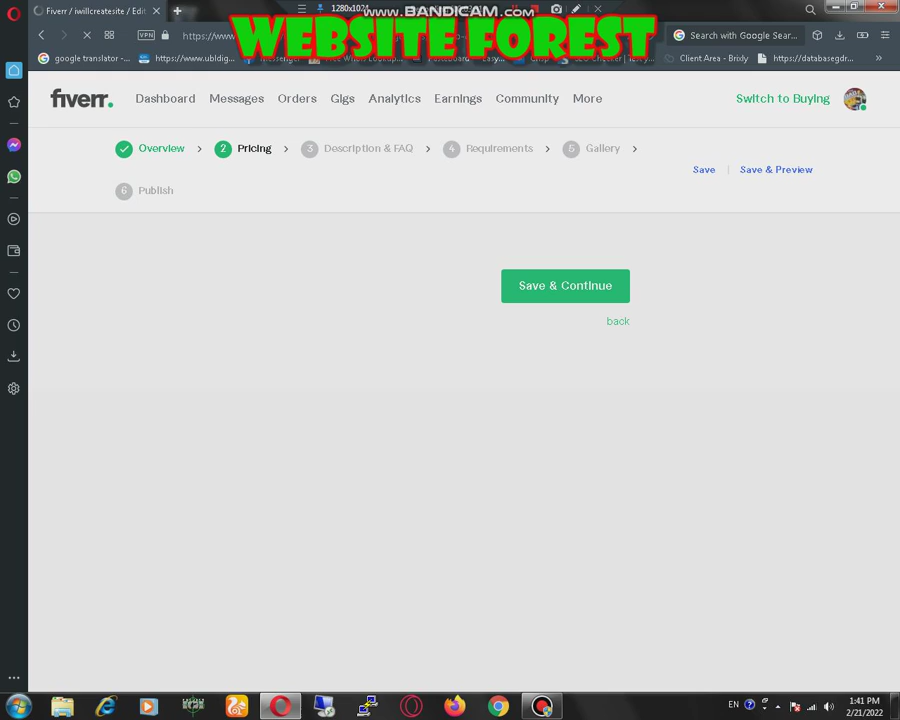 Fiverr / iwillcreatesite / Edit
1280x1024
www.BANDICAM.com
WEBSITE FOREST
VPN
https://www
Search with Google Sear...
google translator -...
https://www.ubldig...
Client Area - Brixly
https://databasegdr...
»
fiverr.
Dashboard
Messages
Orders
Gigs
Analytics
Earnings
Community
More
Switch to Buying
Overview
2 Pricing
3 Description & FAQ
4 Requirements
5 Gallery
Save | Save & Preview
6 Publish
Save & Continue
back
EN
1:41 PM
2/21/2022